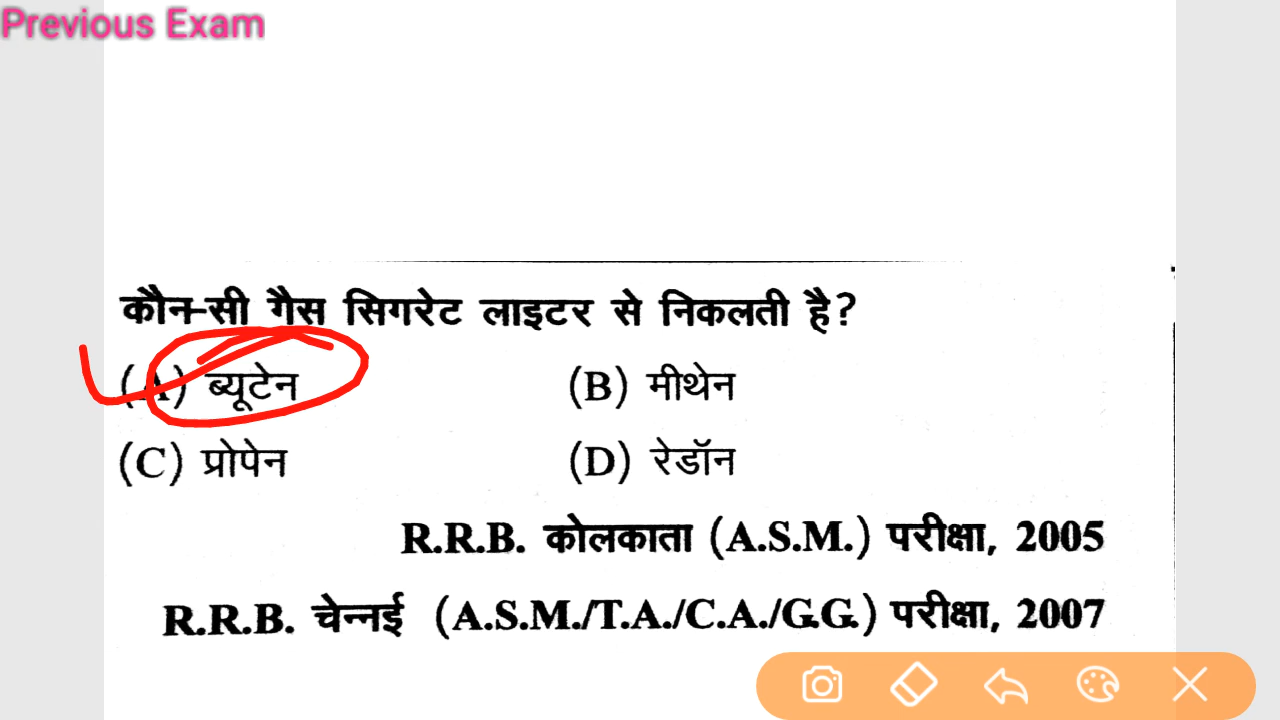 Previous Exam
कौन-सी गैस सिगरेट लाइटर से निकलती है?
(A) ब्यूटेन (B) मीथेन
(C) प्रोपेन (D) रेडॉन
R.R.B. कोलकाता (A.S.M.) परीक्षा, 2005
R.R.B. चेन्नई (A.S.M./T.A./C.A./G.G.) परीक्षा, 2007